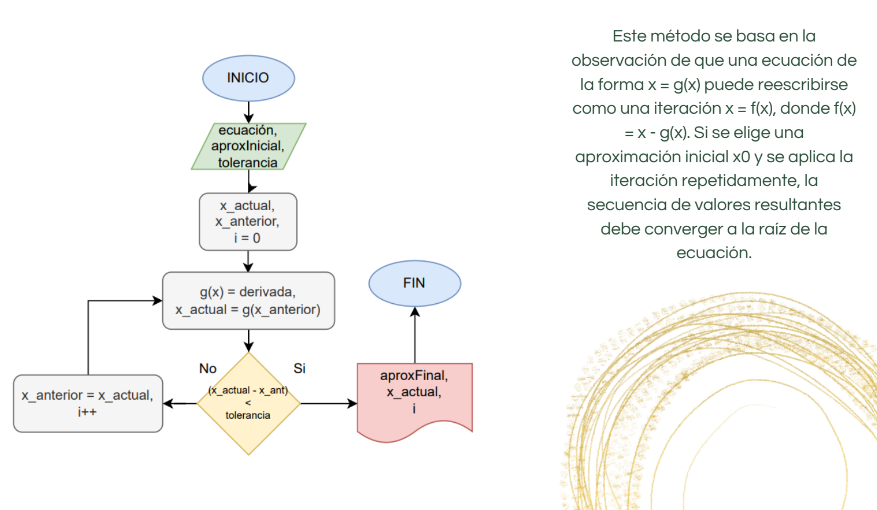 INICIO
ecuación,
aproxInicial,
tolerancia
x_actual,
x_anterior,
i = 0
g(x) = derivada,
x_actual = g(x_anterior)
No
Si
(x_actual - x_ant)
<
tolerancia
x_anterior = x_actual,
i++
aproxFinal,
x_actual,
i
FIN
Este método se basa en la
observación de que una ecuación de
la forma x = g(x) puede reescribirse
como una iteración x = f(x), donde f(x)
= x - g(x). Si se elige una
aproximación inicial x0 y se aplica la
iteración repetidamente, la
secuencia de valores resultantes
debe converger a la raíz de la
ecuación.